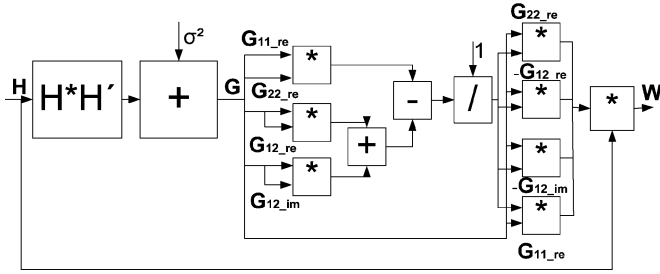 σ²
H
H*H´
+
G
G11_re
*
G22_re
*
G12_re
*
G12_im
+
-
1
/
G22_re
*
-G12_re
*
*
-G12_im
*
G11_re
*
W